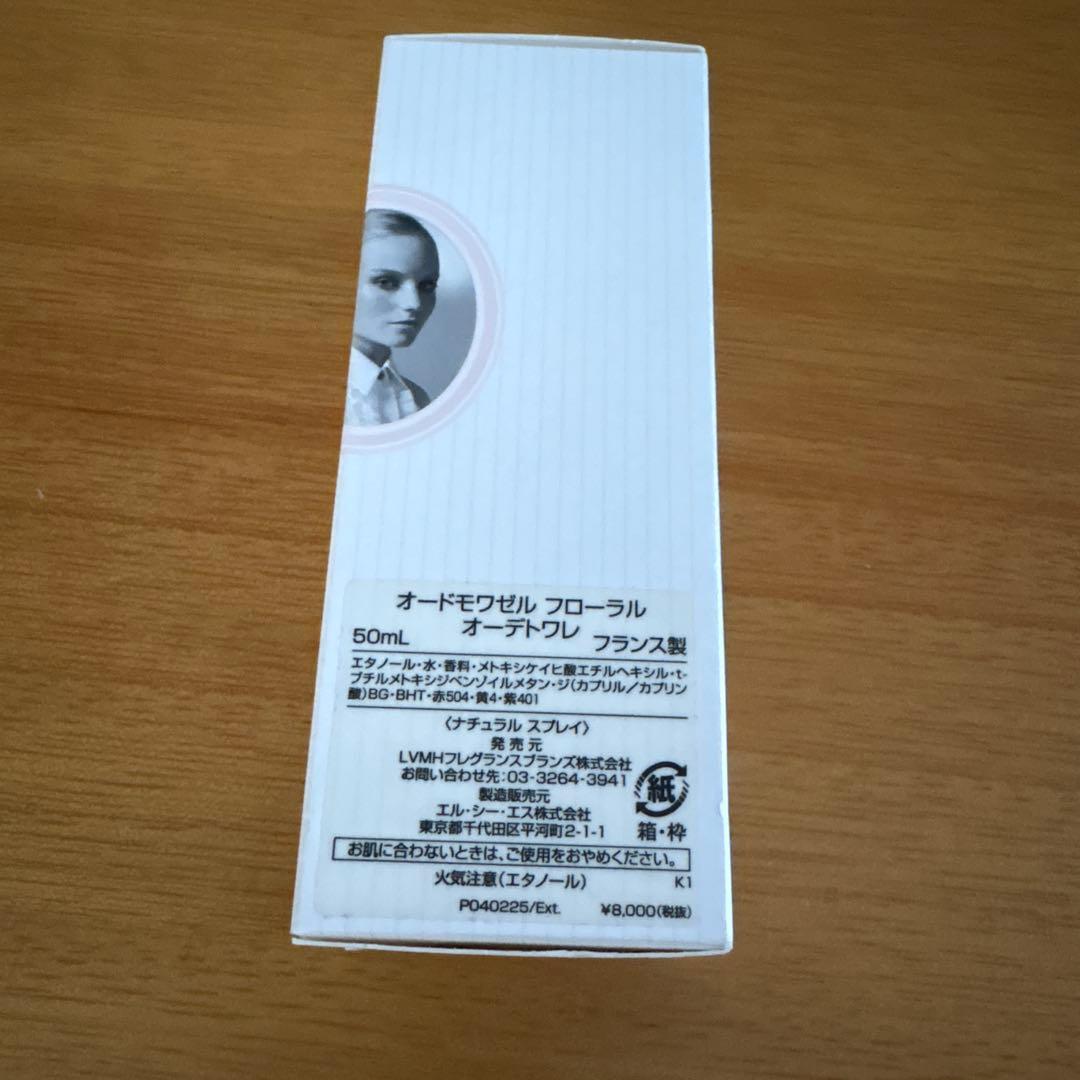 オードモワゼル フローラル
オーデトワレ
50mL フランス製
エタノール・水・香料・メトキシケイヒ酸エチルヘキシル・t-
ブチルメトキシジベンゾイルメタン・ジ(カプリル/カプリン
酸)BG・BHT・赤504・黄4・紫401
〈ナチュラル スプレイ〉
発売元
LVMHフレグランスブランズ株式会社
お問い合わせ先:03-3264-3941
製造販売元
エル・シー・エス株式会社
東京都千代田区平河町2-1-1
紙
箱・枠
お肌に合わないときは、ご使用をおやめください。
火気注意(エタノール) K1
P040225/Ext. ¥8,000(税抜)